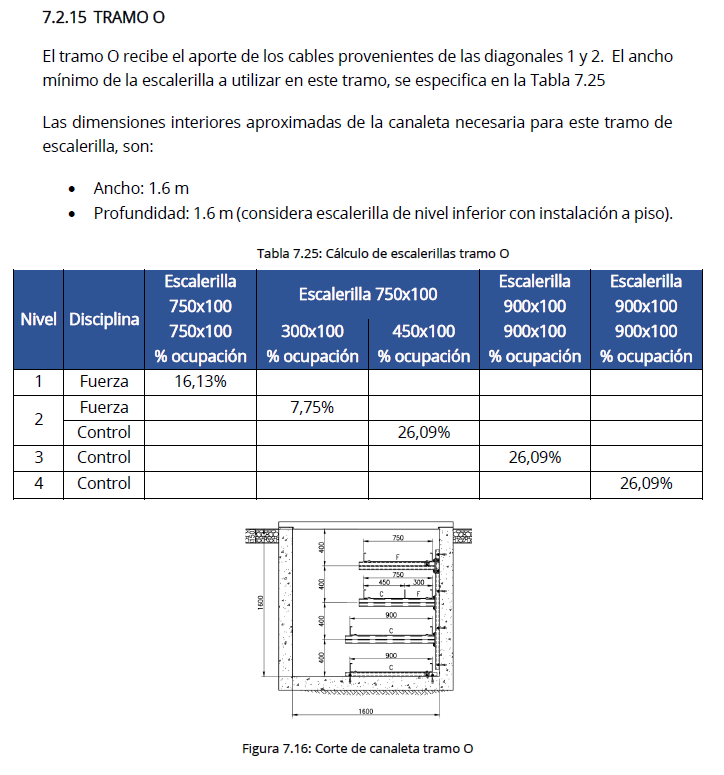 7.2.15 TRAMO O
El tramo O recibe el aporte de los cables provenientes de las diagonales 1 y 2. El ancho
mínimo de la escalerilla a utilizar en este tramo, se especifica en la Tabla 7.25
Las dimensiones interiores aproximadas de la canaleta necesaria para este tramo de
escalerilla, son:
• Ancho: 1.6 m
• Profundidad: 1.6 m (considera escalerilla de nivel inferior con instalación a piso).
Tabla 7.25: Cálculo de escalerillas tramo O
Nivel Disciplina Escalerilla 750x100 750x100 % ocupación Escalerilla 750x100 300x100 % ocupación 450x100 % ocupación Escalerilla 900x100 900x100 % ocupación Escalerilla 900x100 900x100 % ocupación
1 Fuerza 16,13%
2 Fuerza 7,75%
Control 26,09%
3 Control 26,09%
4 Control 26,09%
750
400
F
750
400
450 300
C F
900
400
1600
C
900
400
C
1600
Figura 7.16: Corte de canaleta tramo O